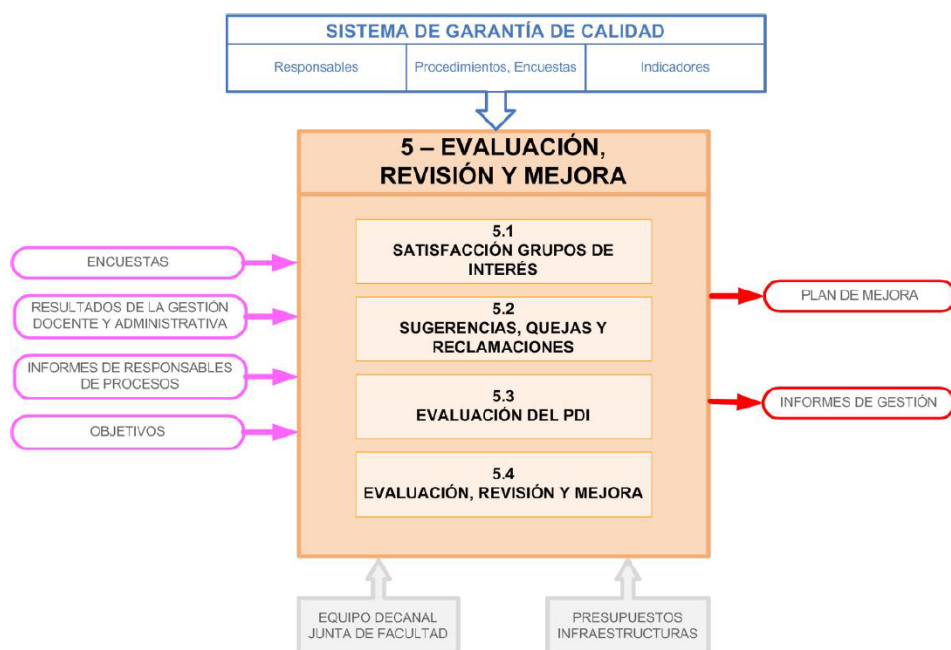 SISTEMA DE GARANTÍA DE CALIDAD
Responsables
Procedimientos, Encuestas
Indicadores
5 – EVALUACIÓN,
REVISIÓN Y MEJORA
5.1
SATISFACCIÓN GRUPOS DE
INTERÉS
5.2
SUGERENCIAS, QUEJAS Y
RECLAMACIONES
5.3
EVALUACIÓN DEL PDI
5.4
EVALUACIÓN, REVISIÓN Y MEJORA
ENCUESTAS
RESULTADOS DE LA GESTIÓN
DOCENTE Y ADMINISTRATIVA
INFORMES DE RESPONSABLES
DE PROCESOS
OBJETIVOS
PLAN DE MEJORA
INFORMES DE GESTIÓN
EQUIPO DECANAL
JUNTA DE FACULTAD
PRESUPUESTOS
INFRAESTRUCTURAS